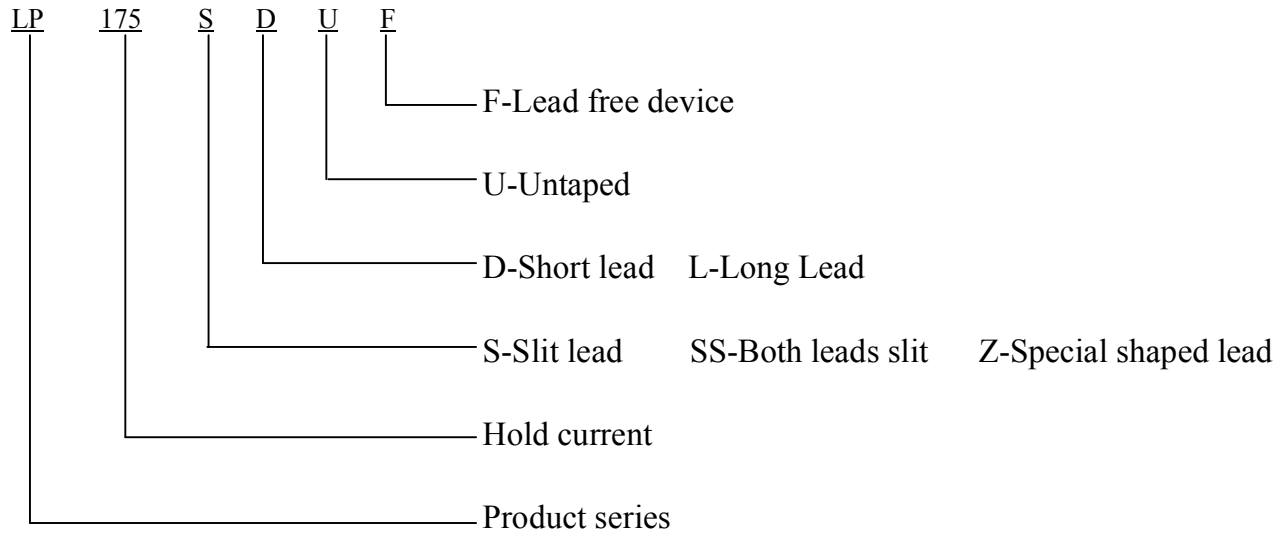 LP 175 S D U F
F-Lead free device
U-Untaped
D-Short lead L-Long Lead
S-Slit lead SS-Both leads slit Z-Special shaped lead
Hold current
Product series